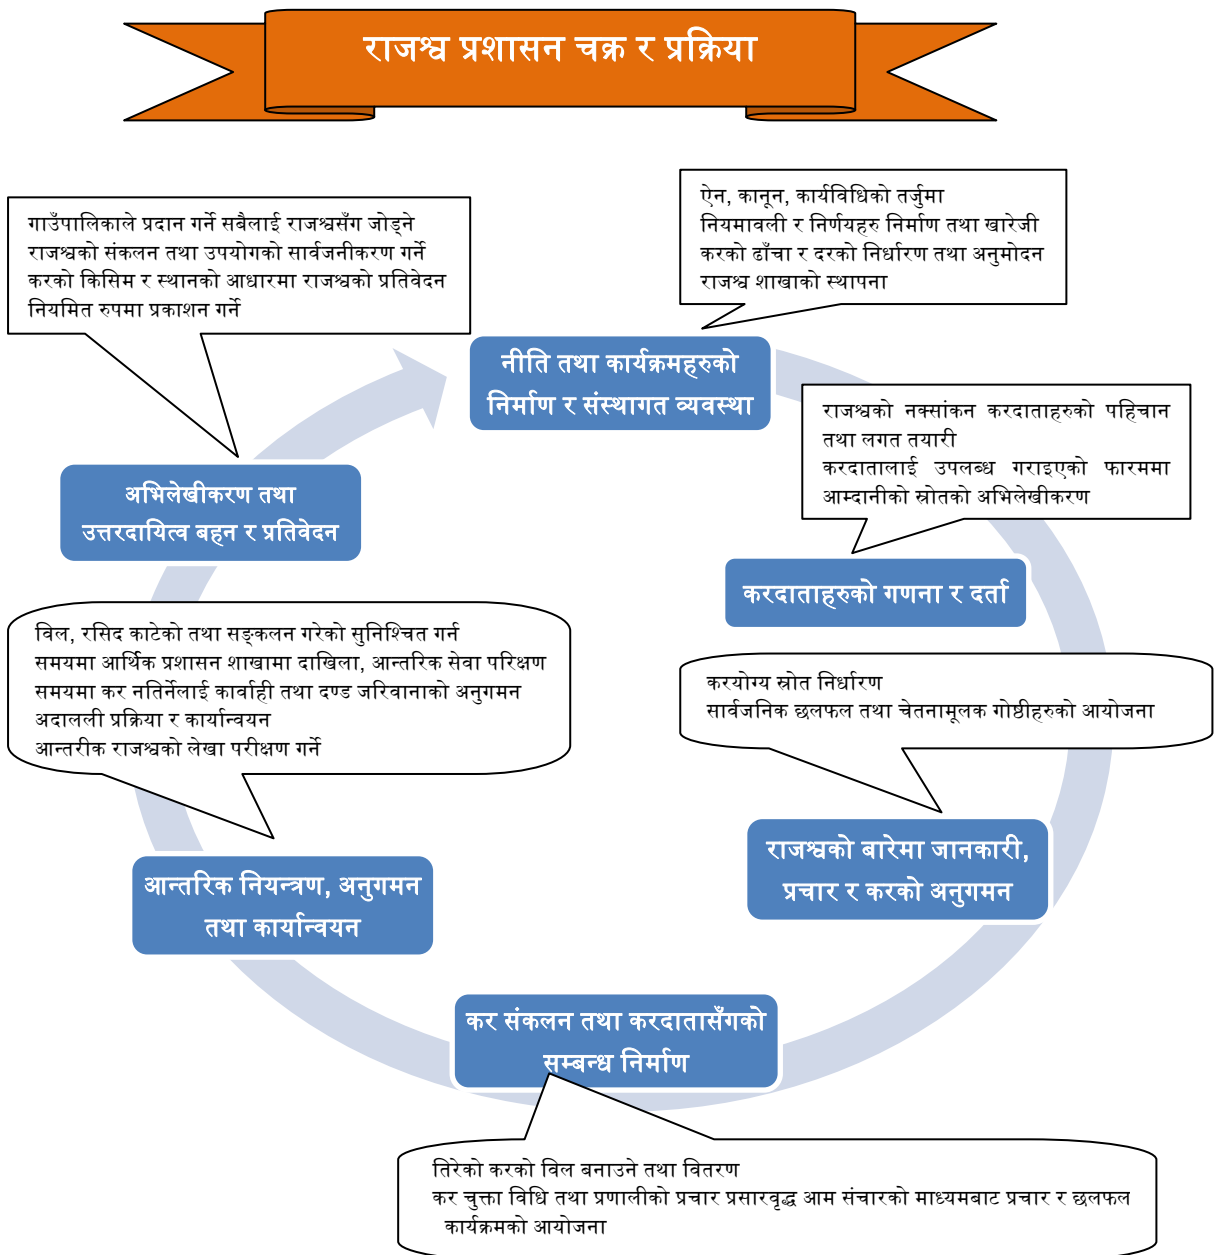 राजश्व प्रशासन चक्र र प्रक्रिया
गाउँपालिकाले प्रदान गर्ने सबैलाई राजश्वसँग जोड्ने
राजश्वको संकलन तथा उपयोगको सार्वजनीकरण गर्ने
करको किसिम र स्थानको आधारमा राजश्वको प्रतिवेदन
नियमित रुपमा प्रकाशन गर्ने
ऐन, कानून, कार्यविधिको तर्जुमा
नियमावली र निर्णयहरु निर्माण तथा खारेजी
करको ढाँचा र दरको निर्धारण तथा अनुमोदन
राजश्व शाखाको स्थापना
नीति तथा कार्यक्रमहरुको
निर्माण र संस्थागत व्यवस्था
राजश्वको नक्सांकन करदाताहरुको पहिचान
तथा लगत तयारी
करदातालाई उपलब्ध गराइएको फारममा
आम्दानीको स्रोतको अभिलेखीकरण
अभिलेखीकरण तथा
उत्तरदायित्व बहन र प्रतिवेदन
करदाताहरुको गणना र दर्ता
विल, रसिद काटेको तथा सङ्कलन गरेको सुनिश्चित गर्न
समयमा आर्थिक प्रशासन शाखामा दाखिला, आन्तरिक सेवा परिक्षण
समयमा कर नतिर्नेलाई कार्वाही तथा दण्ड जरिवानाको अनुगमन
अदालली प्रक्रिया र कार्यान्वयन
आन्तरीक राजश्वको लेखा परीक्षण गर्ने
करयोग्य स्रोत निर्धारण
सार्वजनिक छलफल तथा चेतनामूलक गोष्ठीहरुको आयोजना
राजश्वको बारेमा जानकारी,
प्रचार र करको अनुगमन
आन्तरिक नियन्त्रण, अनुगमन
तथा कार्यान्वयन
कर संकलन तथा करदातासँगको
सम्बन्ध निर्माण
तिरेको करको विल बनाउने तथा वितरण
कर चुक्ता विधि तथा प्रणालीको प्रचार प्रसारवृद्ध आम संचारको माध्यमबाट प्रचार र छलफल
कार्यक्रमको आयोजना